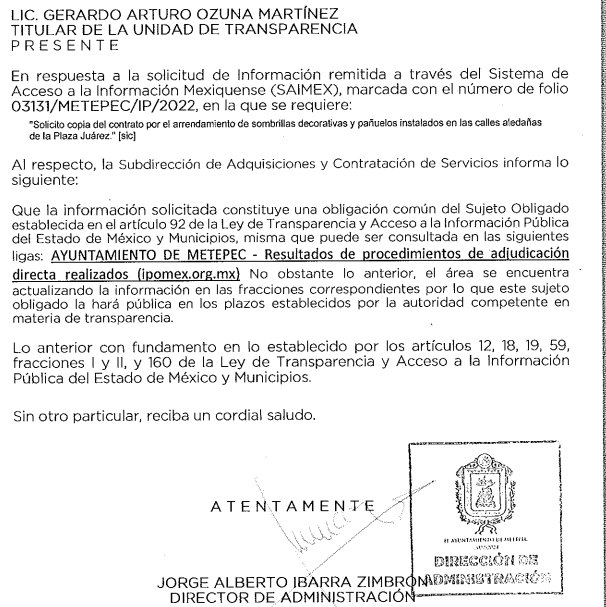 LIC. GERARDO ARTURO OZUNA MARTÍNEZ
TITULAR DE LA UNIDAD DE TRANSPARENCIA
P R E S E N T E
En respuesta a la solicitud de Información remitida a través del Sistema de
Acceso a la Información Mexiquense (SAIMEX), marcada con el número de folio
03131/METEPEC/IP/2022, en la que se requiere:
"Solicito copia del contrato por el arrendamiento de sombrillas decorativas y pañuelos instalados en las calles aledañas
de la Plaza Juárez." [sic]
Al respecto, la Subdirección de Adquisiciones y Contratación de Servicios informa lo
siguiente:
Que la información solicitada constituye una obligación común del Sujeto Obligado
establecida en el artículo 92 de la Ley de Transparencia y Acceso a la Información Pública
del Estado de México y Municipios, misma que puede ser consultada en las siguientes
ligas: AYUNTAMIENTO DE METEPEC - Resultados de procedimientos de adjudicación
directa realizados (ipomex.org.mx) No obstante lo anterior, el área se encuentra
actualizando la información en las fracciones correspondientes por lo que este sujeto
obligado la hará pública en los plazos establecidos por la autoridad competente en
materia de transparencia.
Lo anterior con fundamento en lo establecido por los artículos 12, 18, 19, 59,
fracciones I y II, y 160 de la Ley de Transparencia y Acceso a la Información
Pública del Estado de México y Municipios.
Sin otro particular, reciba un cordial saludo.
A T E N T A M E N T E
AYUNTAMIENTO DE METEPEC
DIRECCIÓN DE
ADMINISTRACIÓN
JORGE ALBERTO IBARRA ZIMBRÓN
DIRECTOR DE ADMINISTRACIÓN